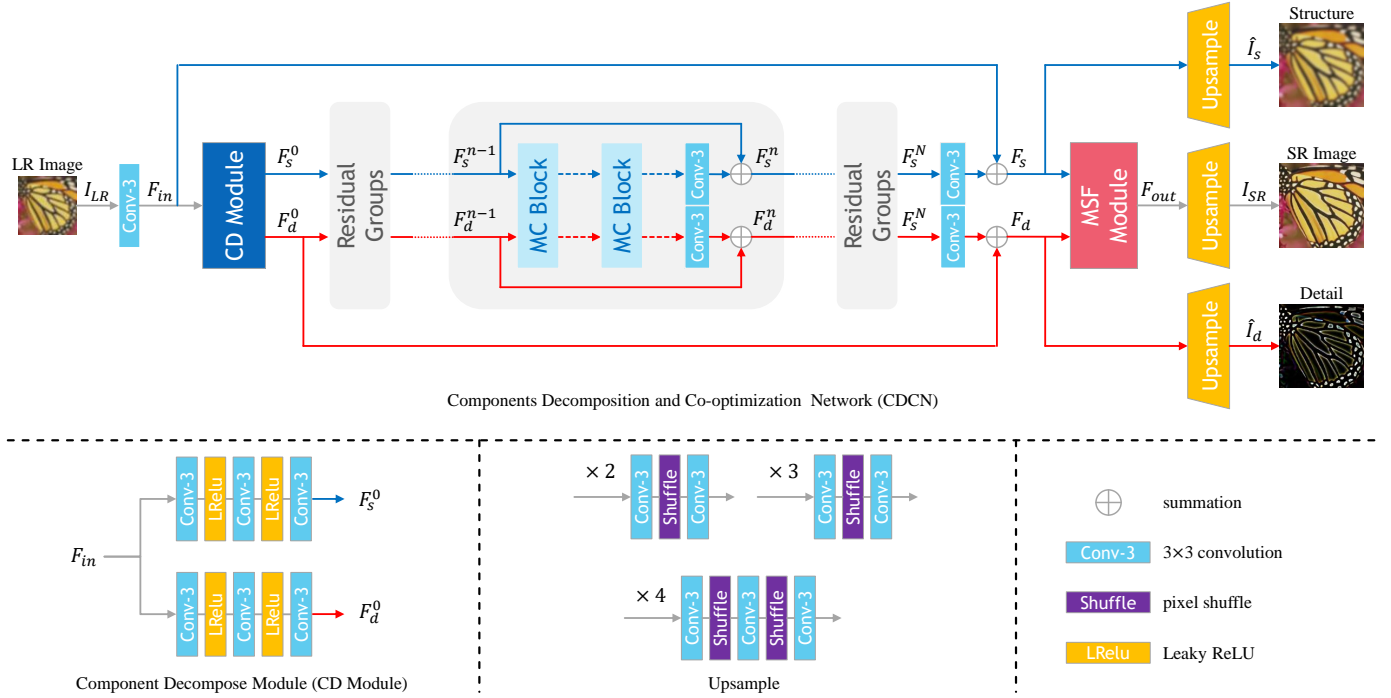 Structure
Upsample
Î_s
LR Image
I_LR
Conv-3
F_in
CD Module
F_s^0
F_d^0
Residual Groups
F_s^{n-1}
F_d^{n-1}
MC Block
MC Block
Conv-3
Conv-3
F_s^n
F_d^n
Residual Groups
F_s^N
F_s^N
Conv-3
Conv-3
F_s
F_d
MSF Module
F_out
Upsample
I_SR
SR Image
Upsample
Î_d
Detail
Components Decomposition and Co-optimization Network (CDCN)
F_in
Conv-3
LRelu
Conv-3
LRelu
Conv-3
F_s^0
Conv-3
LRelu
Conv-3
LRelu
Conv-3
F_d^0
Component Decompose Module (CD Module)
× 2
Conv-3
Shuffle
Conv-3
× 3
Conv-3
Shuffle
Conv-3
× 4
Conv-3
Shuffle
Conv-3
Shuffle
Conv-3
Upsample
summation
Conv-3
3×3 convolution
Shuffle
pixel shuffle
LRelu
Leaky ReLU